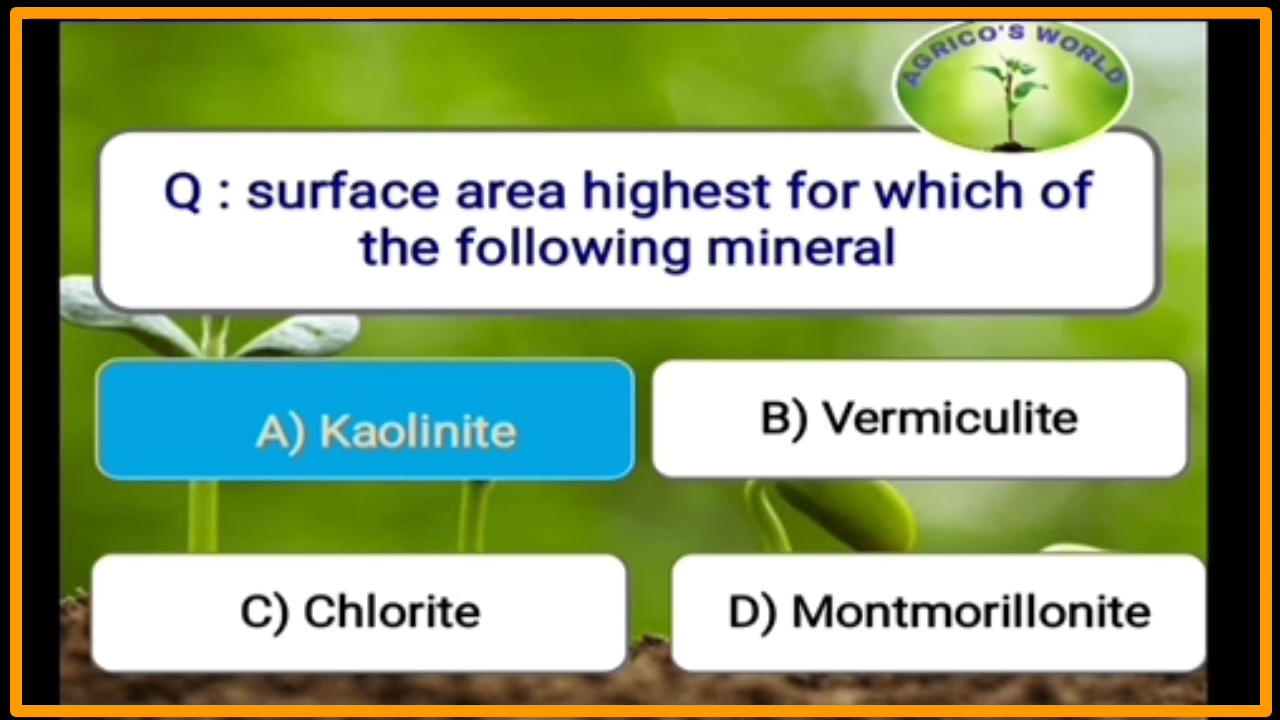 AGRICO'S WORLD
Q : surface area highest for which of
the following mineral
A) Kaolinite
B) Vermiculite
C) Chlorite
D) Montmorillonite